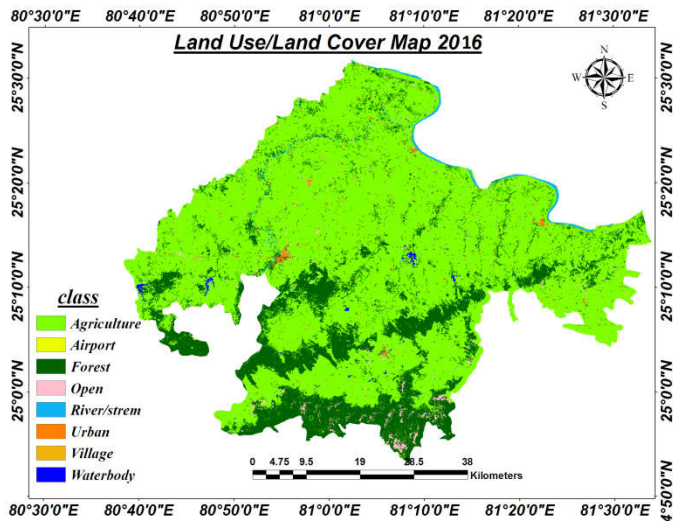 80°30'0"E 80°40'0"E 80°50'0"E 81°0'0"E 81°10'0"E 81°20'0"E 81°30'0"E
Land Use/Land Cover Map 2016
N
W E
S
25°30'0"N 25°30'0"N
25°20'0"N 25°20'0"N
25°10'0"N 25°10'0"N
class
Agriculture
Airport
Forest
Open
River/strem
Urban
Village
Waterbody
25°0'0"N 25°0'0"N
0 4.75 9.5 19 28.5 38
Kilometers
4°50'0"N
80°30'0"E 80°40'0"E 80°50'0"E 81°0'0"E 81°10'0"E 81°20'0"E 81°30'0"E